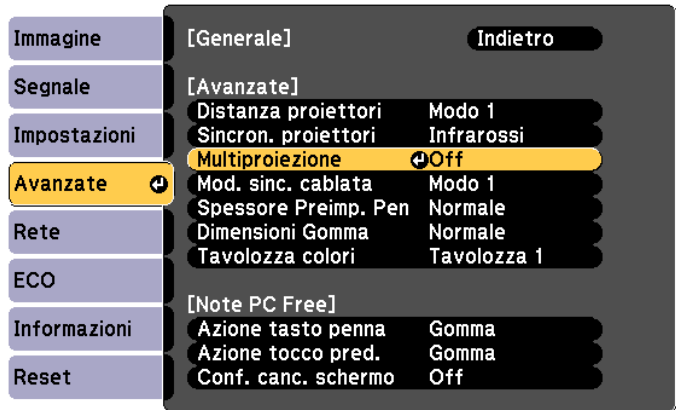 Immagine
Segnale
Impostazioni
Avanzate
Rete
ECO
Informazioni
Reset
[Generale] Indietro
[Avanzate]
Distanza proiettori Modo 1
Sincron. proiettori Infrarossi
Multiproiezione Off
Mod. sinc. cablata Modo 1
Spessore Preimp. Pen Normale
Dimensioni Gomma Normale
Tavolozza colori Tavolozza 1
[Note PC Free]
Azione tasto penna Gomma
Azione tocco pred. Gomma
Conf. canc. schermo Off